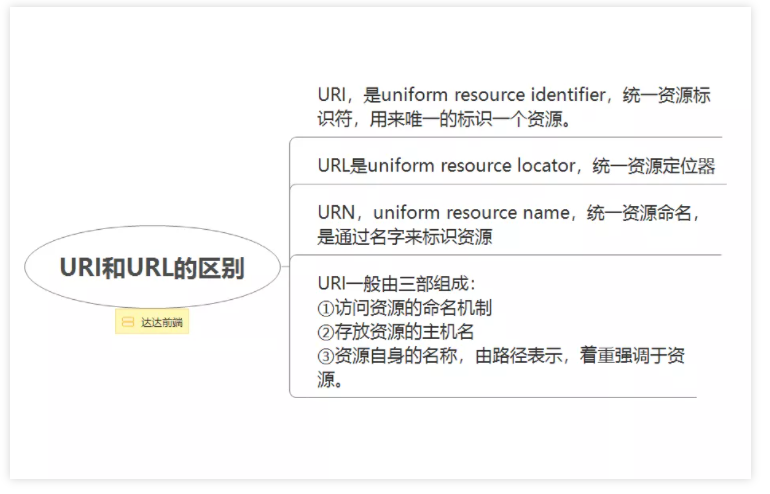 URI，是uniform resource identifier，统一资源标
识符，用来唯一的标识一个资源。
URL是uniform resource locator，统一资源定位器
URN，uniform resource name，统一资源命名，
是通过名字来标识资源
URI和URL的区别
达达前端
URI一般由三部组成：
①访问资源的命名机制
②存放资源的主机名
③资源自身的名称，由路径表示，着重强调于资
源。